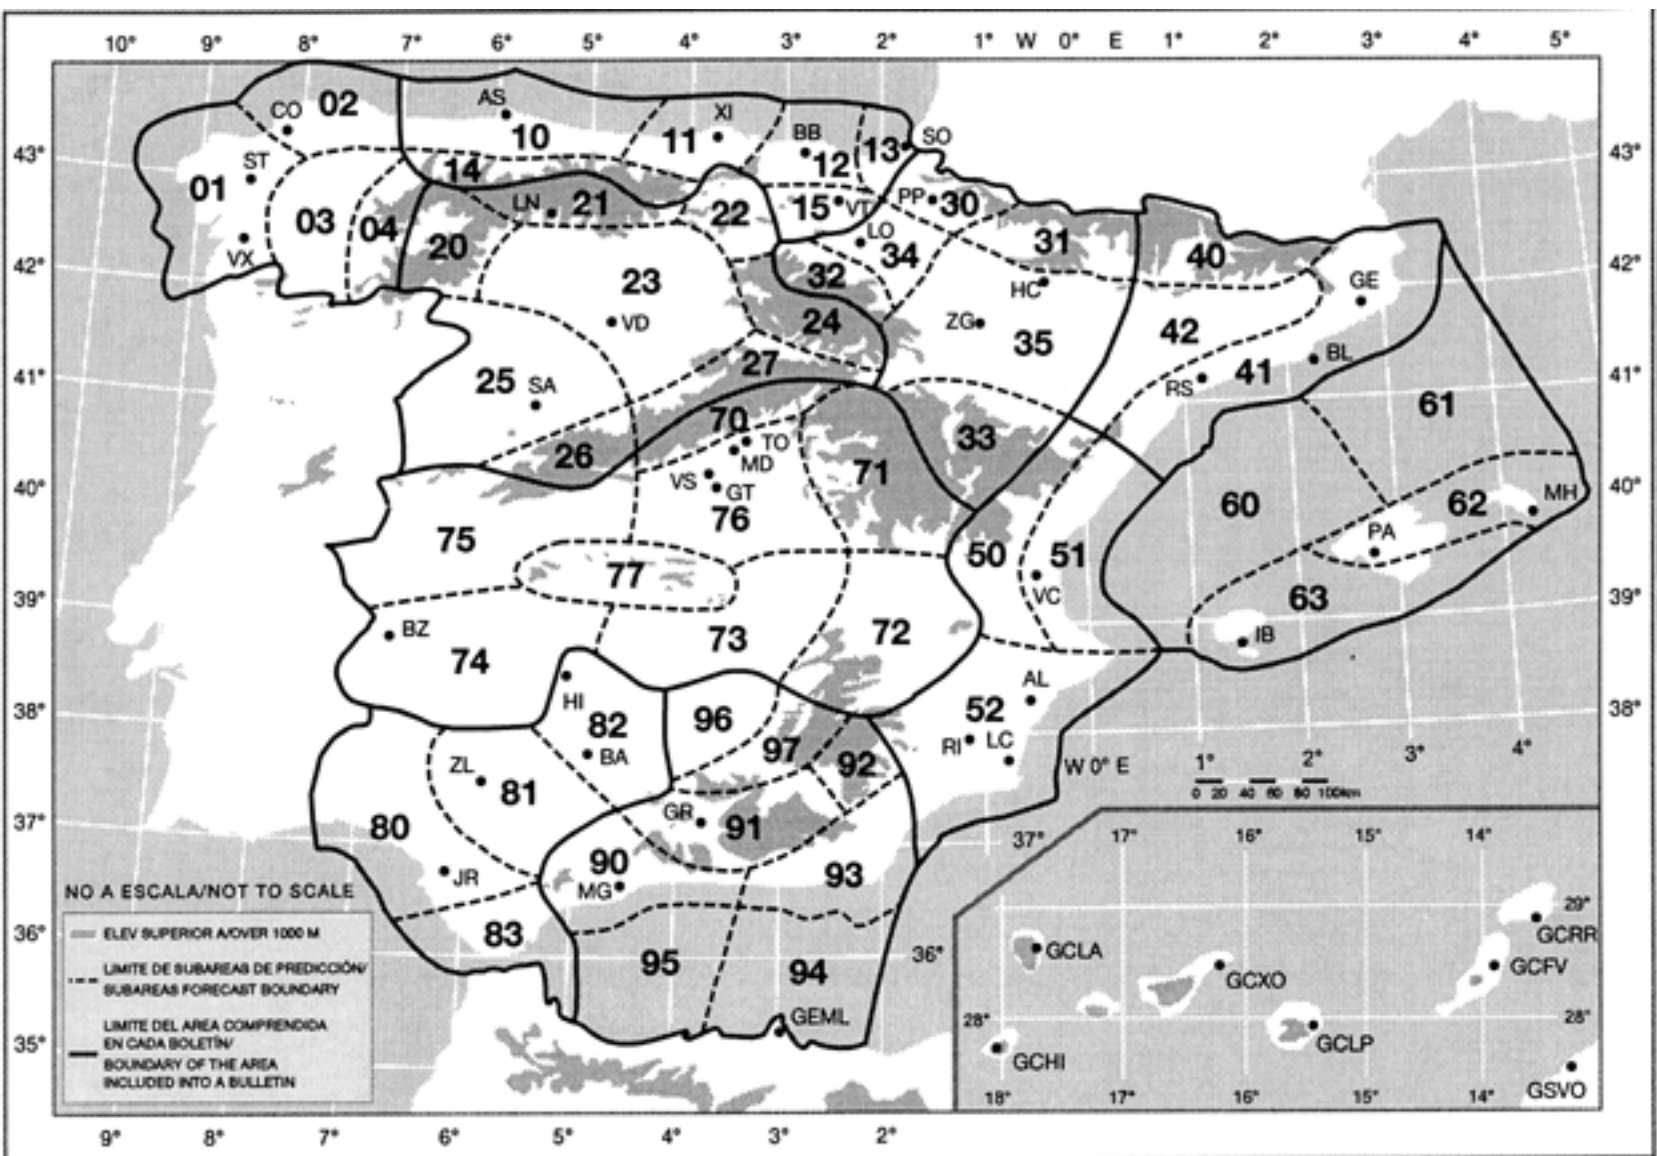 10° 9° 8° 7° 6° 5° 4° 3° 2° 1° W 0° E 1° 2° 3° 4° 5°
CO 02 AS 10 XI 11 BB 12 13 SO
43° 01 ST 03 04 14 LN 21 22 15 VT PP 30 43°
VX 20 LO 34 31 40
42° 23 32 HC GE 42°
VD 24 ZG 35 42
25 SA 27 RS 41 BL
41° 61 41°
70 TO 33
26 MD 71
VS GT
40° 75 76 60 62 MH 40°
PA
77 50 51
VC 63
39° BZ 73 72 IB 39°
74
HI AL
38° 82 96 52 38°
BA 97 92 RI LC
ZL 81 W 0° E 1° 2° 3° 4°
0 20 40 60 80 100km
37° 80 GR 91 37° 17° 16° 15° 14°
90 93
JR MG
NO A ESCALA/NOT TO SCALE
ELEV SUPERIOR A/OVER 1000 M
LIMITE DE SUBAREAS DE PREDICCIÓN/
SUBAREAS FORECAST BOUNDARY
LIMITE DEL AREA COMPRENDIDA
EN CADA BOLETÍN/
BOUNDARY OF THE AREA
INCLUDED INTO A BULLETIN
36° 83 95 94 36°
35° GEML
29°
GCRR
GCLA GCXO GCFV
28° 28°
GCHI GCLP
GSVO
18° 17° 16° 15° 14°
9° 8° 7° 6° 5° 4° 3° 2°